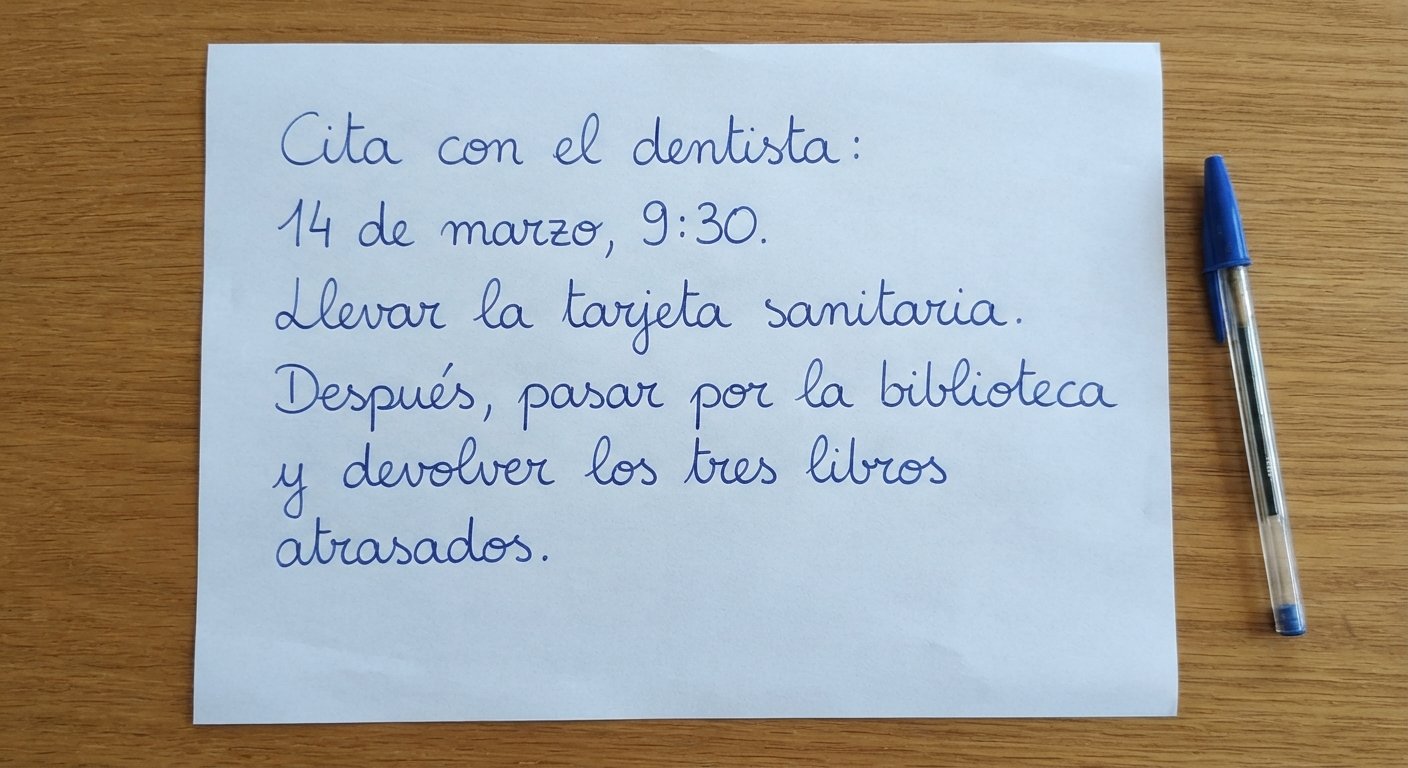 Cita con el dentista:
14 de marzo, 9:30.
Llevar la tarjeta sanitaria.
Después, pasar por la biblioteca
y devolver los tres libros
atrasados.